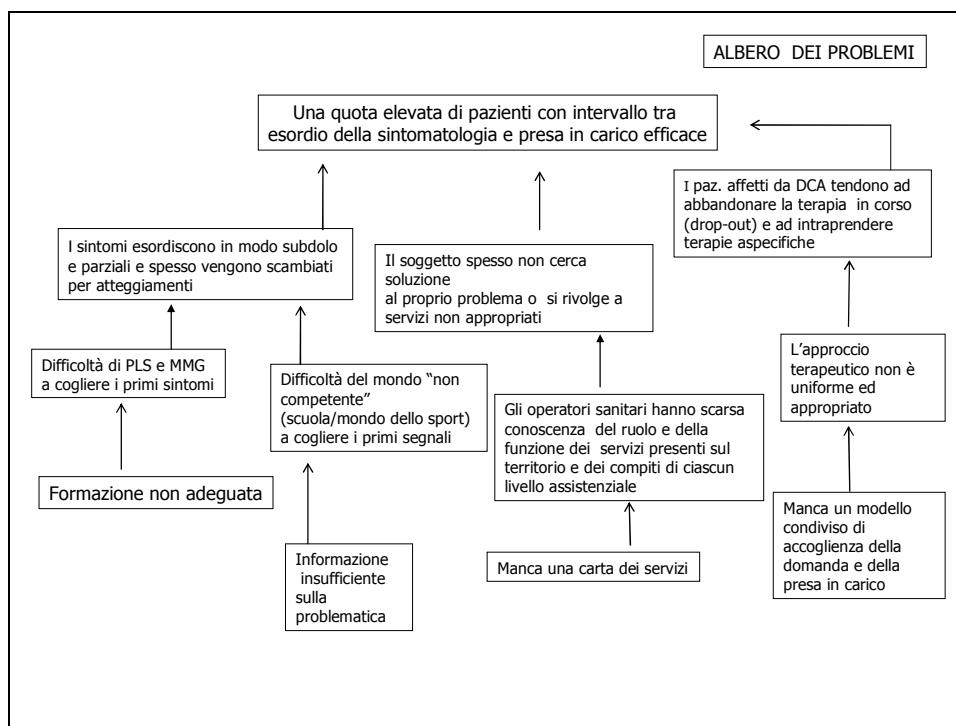 ALBERO DEI PROBLEMI
Una quota elevata di pazienti con intervallo tra
esordio della sintomatologia e presa in carico efficace
I paz. affetti da DCA tendono ad
abbandonare la terapia in corso
(drop-out) e ad intraprendere
terapie aspecifiche
I sintomi esordiscono in modo subdolo
e parziali e spesso vengono scambiati
per atteggiamenti
Il soggetto spesso non cerca
soluzione
al proprio problema o si rivolge a
servizi non appropriati
Difficoltà di PLS e MMG
a cogliere i primi sintomi
Difficoltà del mondo “non
competente”
(scuola/mondo dello sport)
a cogliere i primi segnali
L’approccio
terapeutico non è
uniforme ed
appropriato
Gli operatori sanitari hanno scarsa
conoscenza del ruolo e della
funzione dei servizi presenti sul
territorio e dei compiti di ciascun
livello assistenziale
Formazione non adeguata
Manca un modello
condiviso di
accoglienza della
domanda e della
presa in carico
Informazione
insufficiente
sulla
problematica
Manca una carta dei servizi